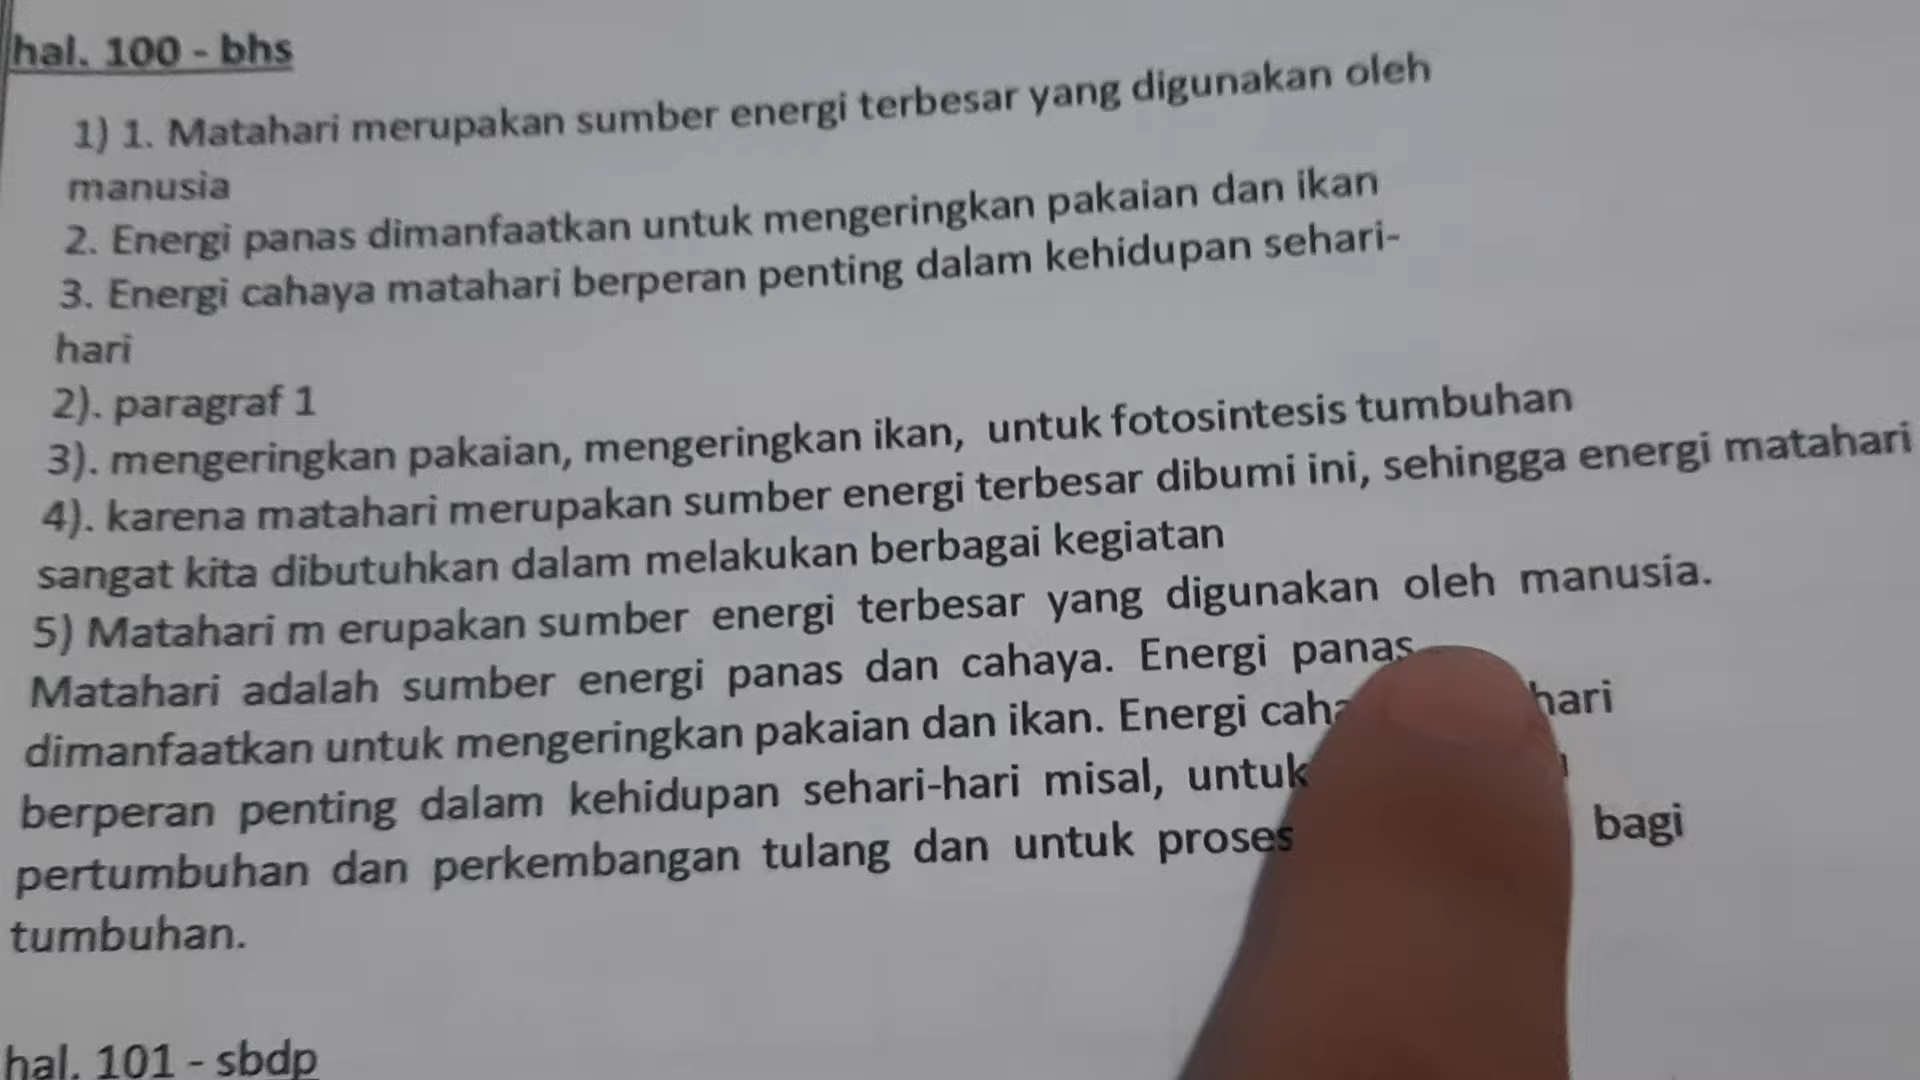 hal. 100 - bhs
1) 1. Matahari merupakan sumber energi terbesar yang digunakan oleh
manusia
2. Energi panas dimanfaatkan untuk mengeringkan pakaian dan ikan
3. Energi cahaya matahari berperan penting dalam kehidupan sehari-
hari
2). paragraf 1
3). mengeringkan pakaian, mengeringkan ikan, untuk fotosintesis tumbuhan
4). karena matahari merupakan sumber energi terbesar dibumi ini, sehingga energi matahari
sangat kita dibutuhkan dalam melakukan berbagai kegiatan
5) Matahari m erupakan sumber energi terbesar yang digunakan oleh manusia.
Matahari adalah sumber energi panas dan cahaya. Energi panas
dimanfaatkan untuk mengeringkan pakaian dan ikan. Energi
berperan penting dalam kehidupan sehari-hari misal, untuk
pertumbuhan dan perkembangan tulang dan untuk proses bagi
tumbuhan.
hal. 101 - sbdp